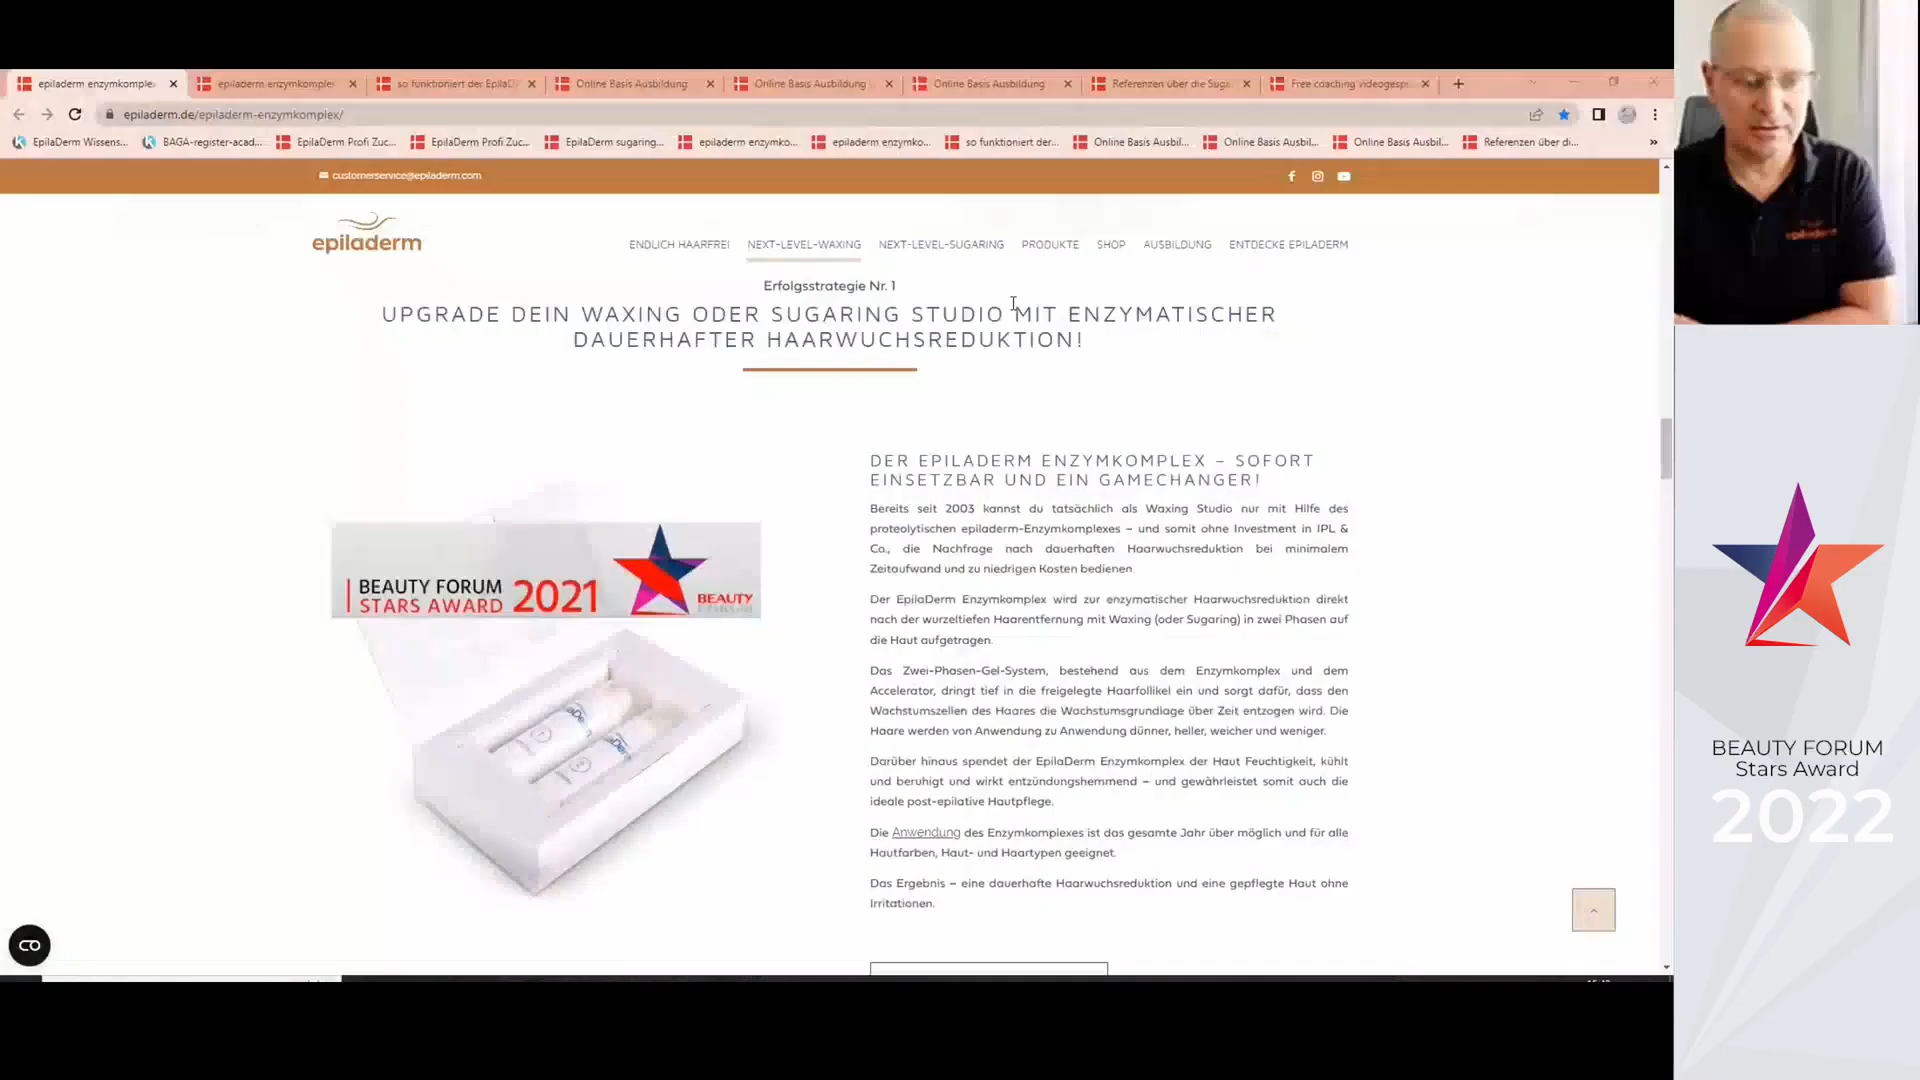 epiladerm enzymkomple
epiladerm enzymkomplex
so funktioniert der EpilaD
Online Basis Ausbildung
Online Basis Ausbildung
Online Basis Ausbildung
Referenzen über die Suga
Free coaching videogespr
epiladerm.de/epiladerm-enzymkomplex/
EpilaDerm Wissens...
BAGA-register-acad...
EpilaDerm Profi Zuc...
EpilaDerm Profi Zuc...
EpilaDerm sugaring...
epiladerm enzymko...
epiladerm enzymko...
so funktioniert der...
Online Basis Ausbil...
Online Basis Ausbil...
Online Basis Ausbil...
Referenzen über di...
customerservice@epiladerm.com
epiladerm
ENDLICH HAARFREI
NEXT-LEVEL-WAXING
NEXT-LEVEL-SUGARING
PRODUKTE
SHOP
AUSBILDUNG
ENTDECKE EPILADERM
Erfolgsstrategie Nr. 1
UPGRADE DEIN WAXING ODER SUGARING STUDIO MIT ENZYMATISCHER
DAUERHAFTER HAARWUCHSREDUKTION!
BEAUTY FORUM
STARS AWARD 2021
BEAUTY
DER EPILADERM ENZYMKOMPLEX – SOFORT
EINSETZBAR UND EIN GAMECHANGER!
Bereits seit 2003 kannst du tatsächlich als Waxing Studio nur mit Hilfe des
proteolytischen epiladerm-Enzymkomplexes – und somit ohne Investment in IPL &
Co., die Nachfrage nach dauerhaften Haarwuchsreduktion bei minimalem
Zeitaufwand und zu niedrigen Kosten bedienen.
Der EpilaDerm Enzymkomplex wird zur enzymatischer Haarwuchsreduktion direkt
nach der wurzeltiefen Haarentfernung mit Waxing (oder Sugaring) in zwei Phasen auf
die Haut aufgetragen.
Das Zwei-Phasen-Gel-System, bestehend aus dem Enzymkomplex und dem
Accelerator, dringt tief in die freigelegte Haarfollikel ein und sorgt dafür, dass den
Wachstumszellen des Haares die Wachstumsgrundlage über Zeit entzogen wird. Die
Haare werden von Anwendung zu Anwendung dünner, heller, weicher und weniger.
Darüber hinaus spendet der EpilaDerm Enzymkomplex der Haut Feuchtigkeit, kühlt
und beruhigt und wirkt entzündungshemmend – und gewährleistet somit auch die
ideale post-epilative Hautpflege.
Die Anwendung des Enzymkomplexes ist das gesamte Jahr über möglich und für alle
Hautfarben, Haut- und Haartypen geeignet.
Das Ergebnis – eine dauerhafte Haarwuchsreduktion und eine gepflegte Haut ohne
Irritationen.
epiladerm
BEAUTY FORUM
Stars Award
2022